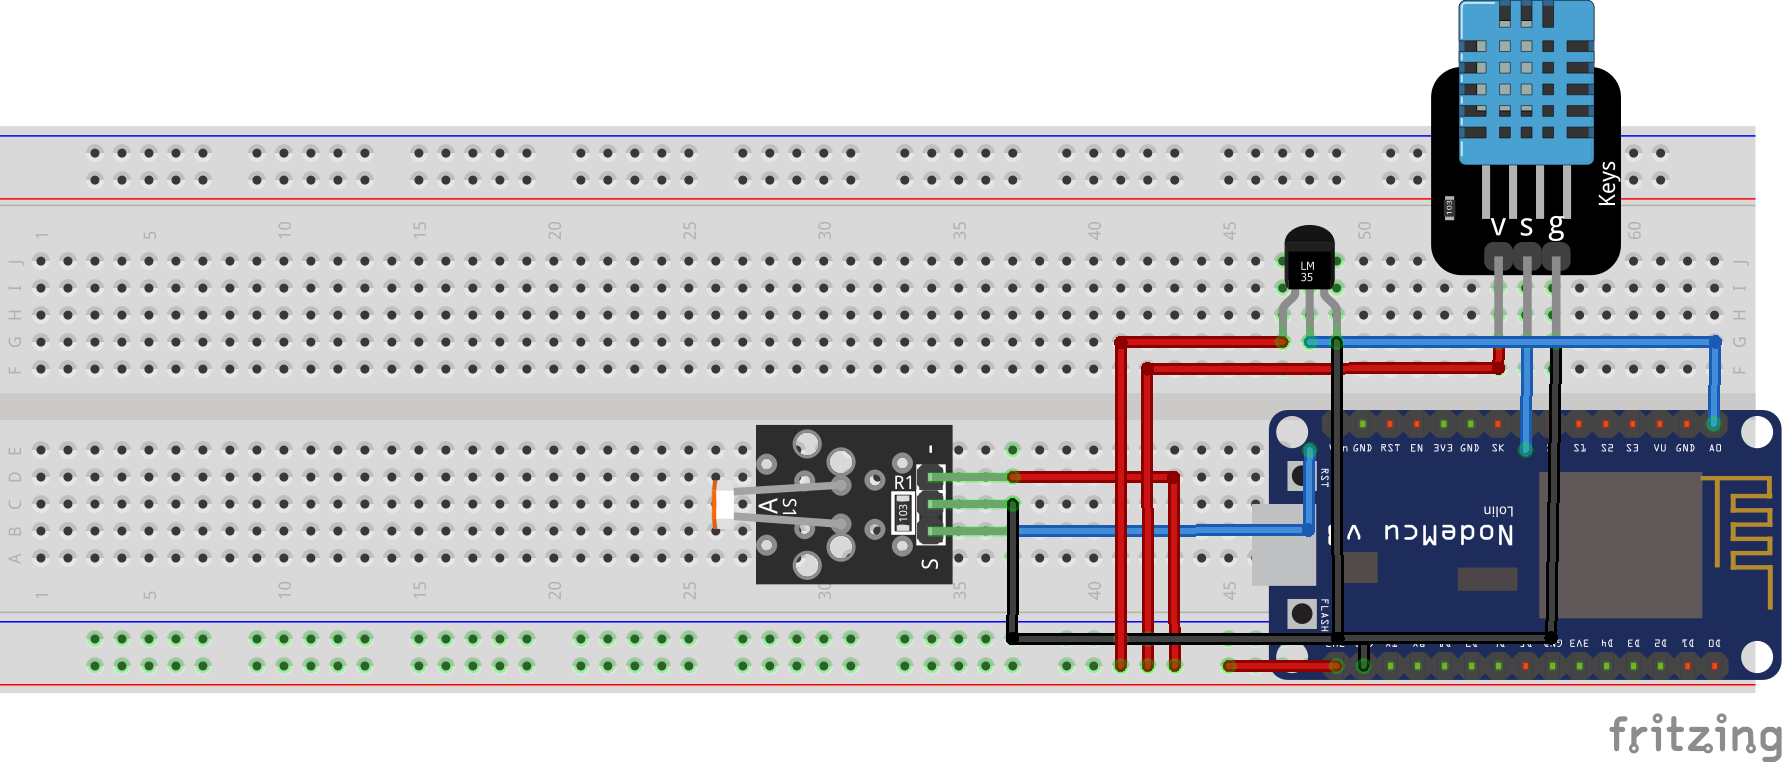 Keys
v s g
103
1 5 10 15 20 25 30 35 40 45 50 60
J J
I I
H H
G G
F F
LM
35
GND RST EN 3V3 GND SK S1 S2 S3 VU GND A0
E
D
C
B
A
-
R1
103
A
S1
S
RST
Lolin
NodeMcu v
FLASH
3V3 D4 D3 D2 D1 D0
1 5 10 15 20 25 30 35 40 45
fritzing